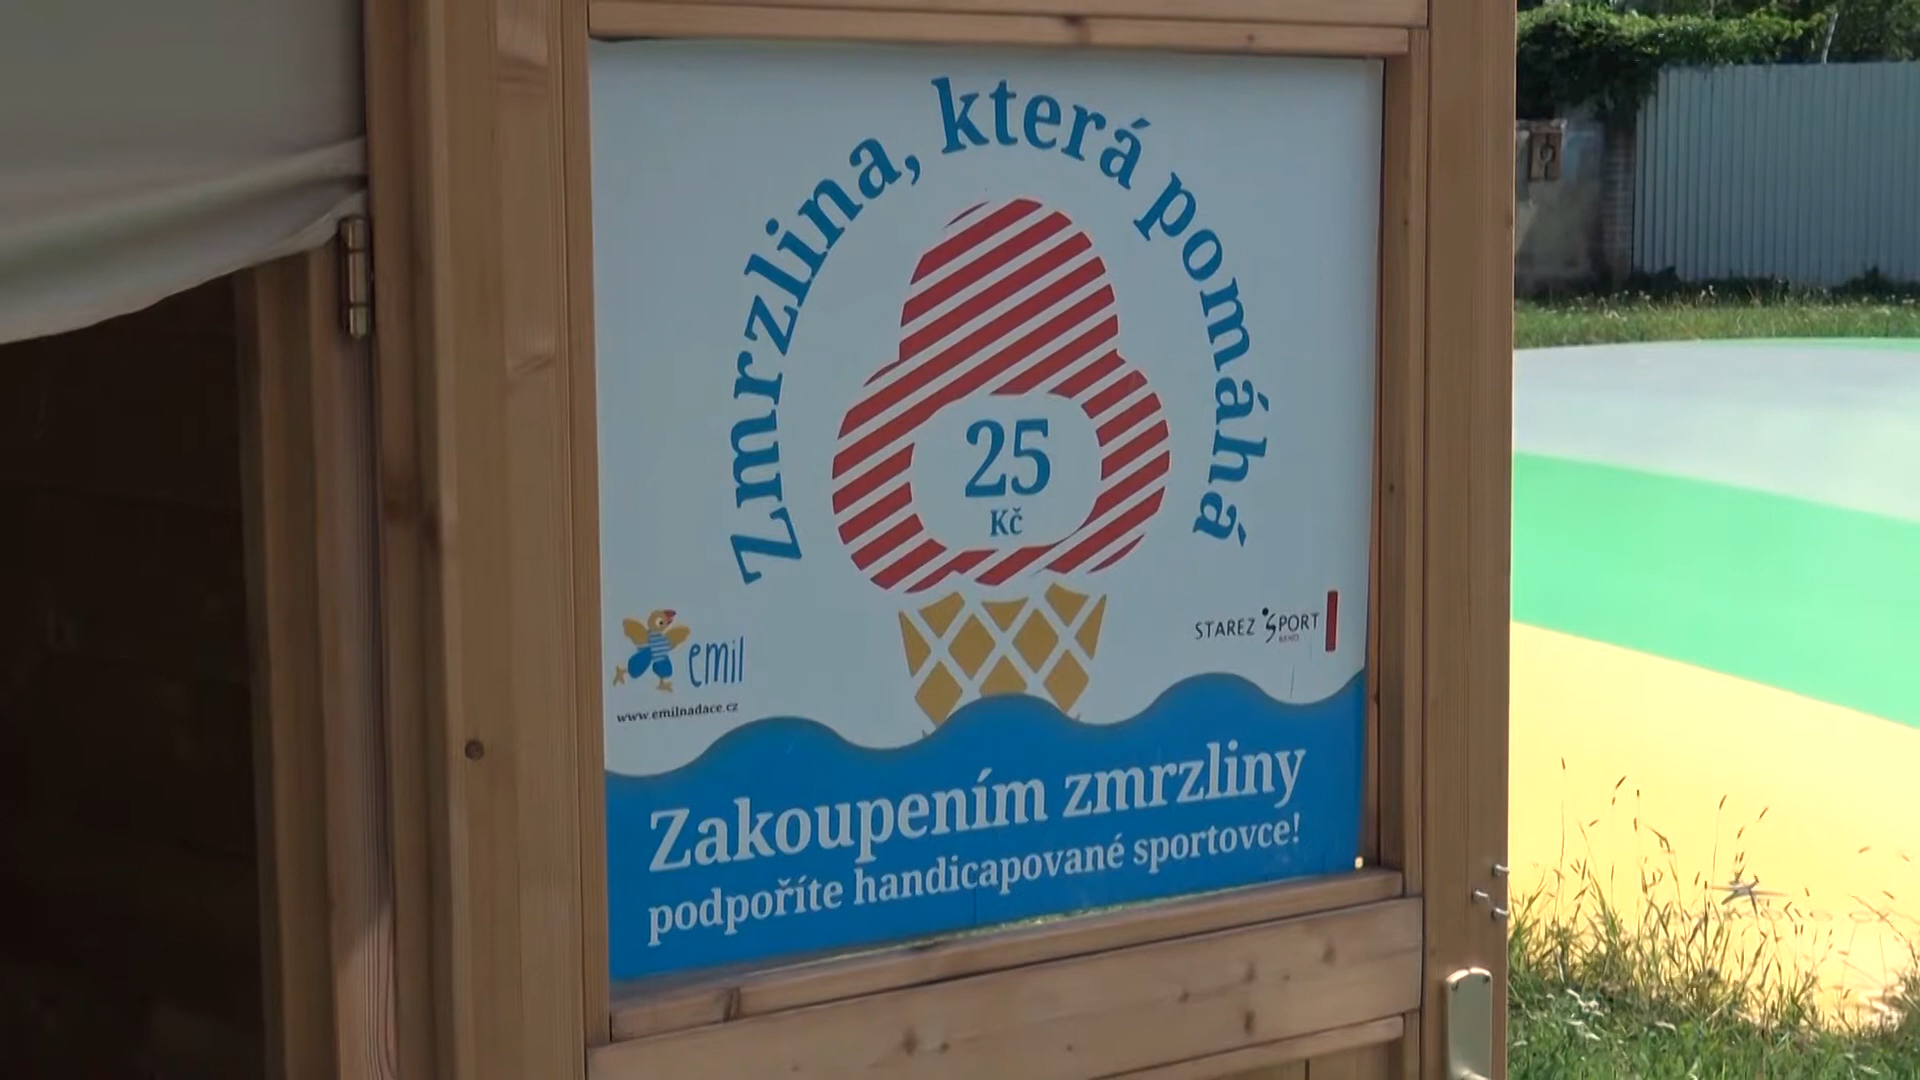 Zmrzlina, která pomáhá
25
Kč
emil
www.emilnadace.cz
STAREZ SPORT
BRNO
Zakoupením zmrzliny
podpoříte handicapované sportovce!